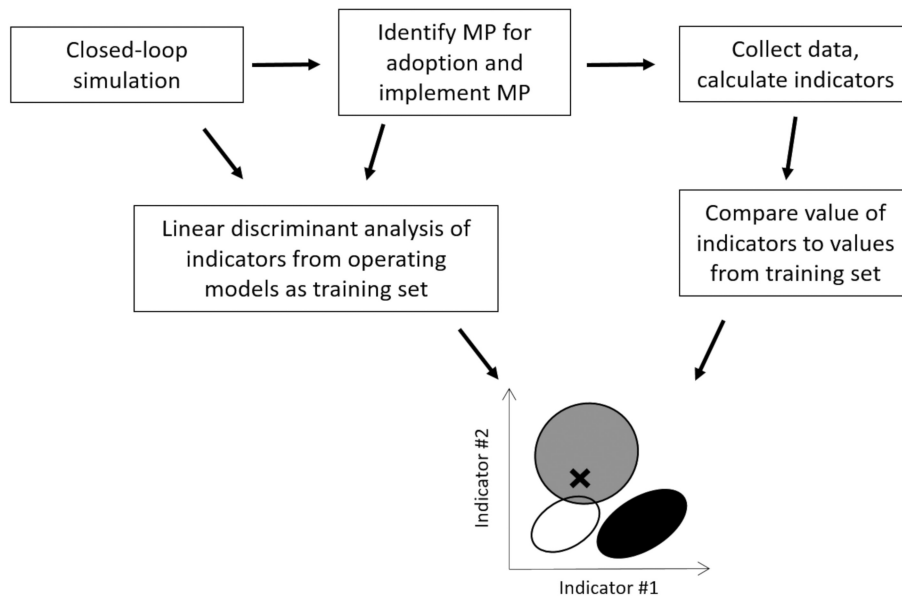 Closed-loop
simulation
Identify MP for
adoption and
implement MP
Collect data,
calculate indicators
Linear discriminant analysis of
indicators from operating
models as training set
Compare value of
indicators to values
from training set
Indicator #2
Indicator #1